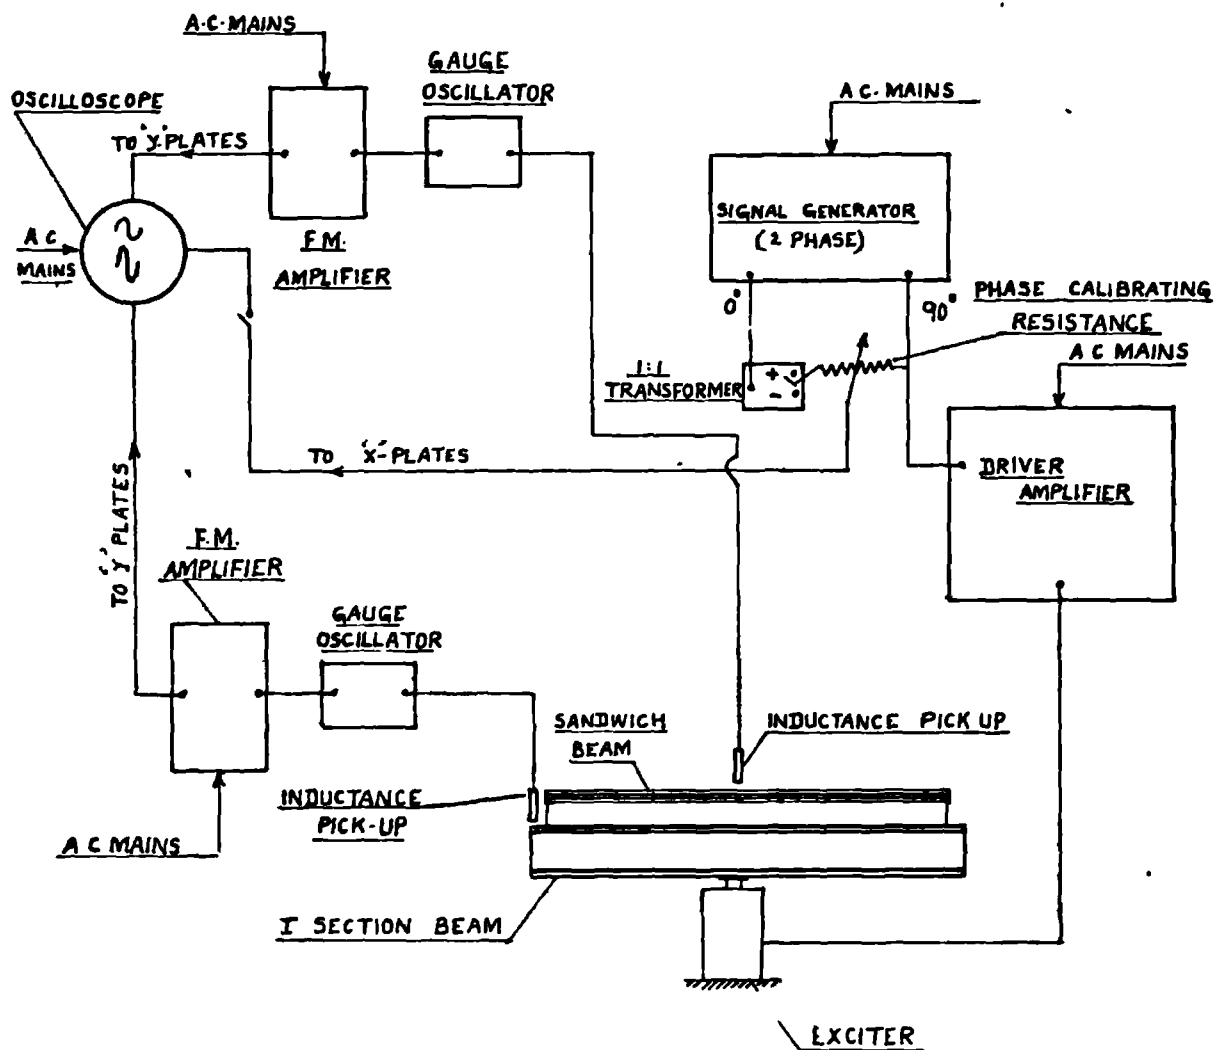 A.C. MAINS
GAUGE
OSCILLATOR
OSCILLOSCOPE
TO "Y" PLATES
A C
MAINS
F.M.
AMPLIFIER
A C. MAINS
SIGNAL GENERATOR
(2 PHASE)
0°
90°
PHASE CALIBRATING
RESISTANCE
A C MAINS
1:1
TRANSFORMER
+
-
TO "X"- PLATES
DRIVER
AMPLIFIER
TO "Y" PLATES
F.M.
AMPLIFIER
GAUGE
OSCILLATOR
SANDWICH
BEAM
INDUCTANCE PICK UP
INDUCTANCE
PICK-UP
A C MAINS
I SECTION BEAM
EXCITER